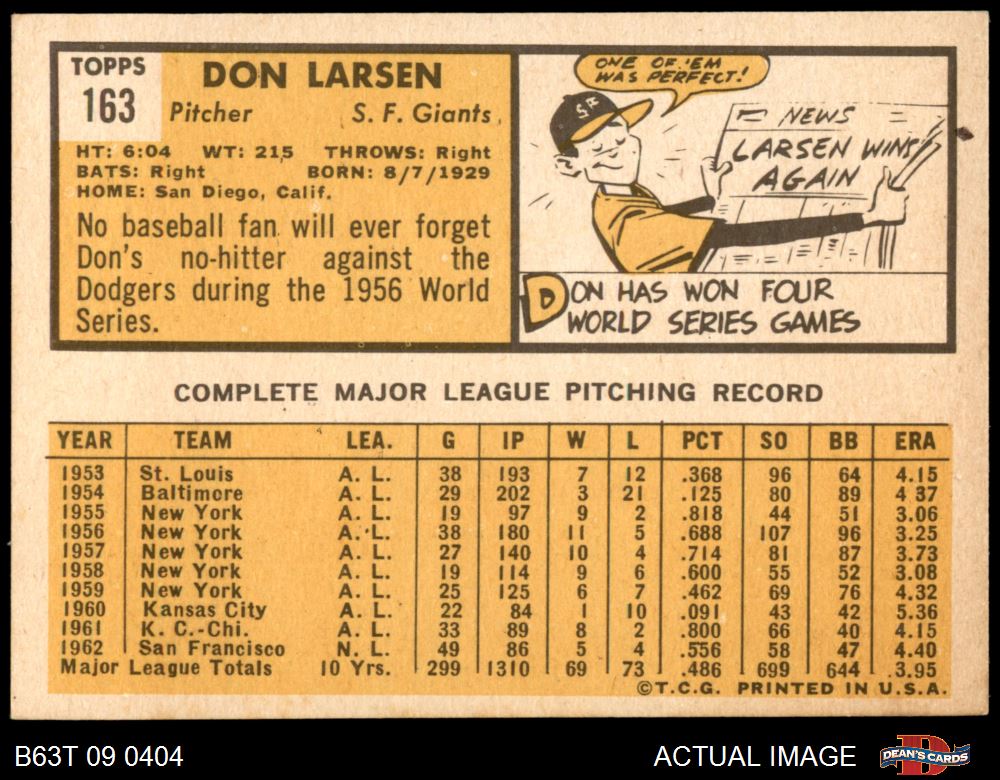 TOPPS
163
DON LARSEN
Pitcher S. F. Giants
HT: 6:04 WT: 215 THROWS: Right
BATS: Right BORN: 8/7/1929
HOME: San Diego, Calif.
No baseball fan will ever forget
Don's no-hitter against the
Dodgers during the 1956 World
Series.
ONE OF 'EM
WAS PERFECT!
SF
NEWS
LARSEN WINS
AGAIN
DON HAS WON FOUR
WORLD SERIES GAMES
COMPLETE MAJOR LEAGUE PITCHING RECORD
YEAR TEAM LEA. G IP W L PCT SO BB ERA
1953 St. Louis A. L. 38 193 7 12 .368 96 64 4.15
1954 Baltimore A. L. 29 202 3 21 .125 80 89 4 37
1955 New York A. L. 19 97 9 2 .818 44 51 3.06
1956 New York A. L. 38 180 11 5 .688 107 96 3.25
1957 New York A. L. 27 140 10 4 .714 81 87 3.73
1958 New York A. L. 19 114 9 6 .600 55 52 3.08
1959 New York A. L. 25 125 6 7 .462 69 76 4.32
1960 Kansas City A. L. 22 84 1 10 .091 43 42 5.36
1961 K. C.-Chi. A. L. 33 89 8 2 .800 66 40 4.15
1962 San Francisco N. L. 49 86 5 4 .556 58 47 4.40
Major League Totals 10 Yrs. 299 1310 69 73 .486 699 644 3.95
©T.C.G. PRINTED IN U.S.A.
B63T 09 0404 ACTUAL IMAGE DEAN'S CARDS